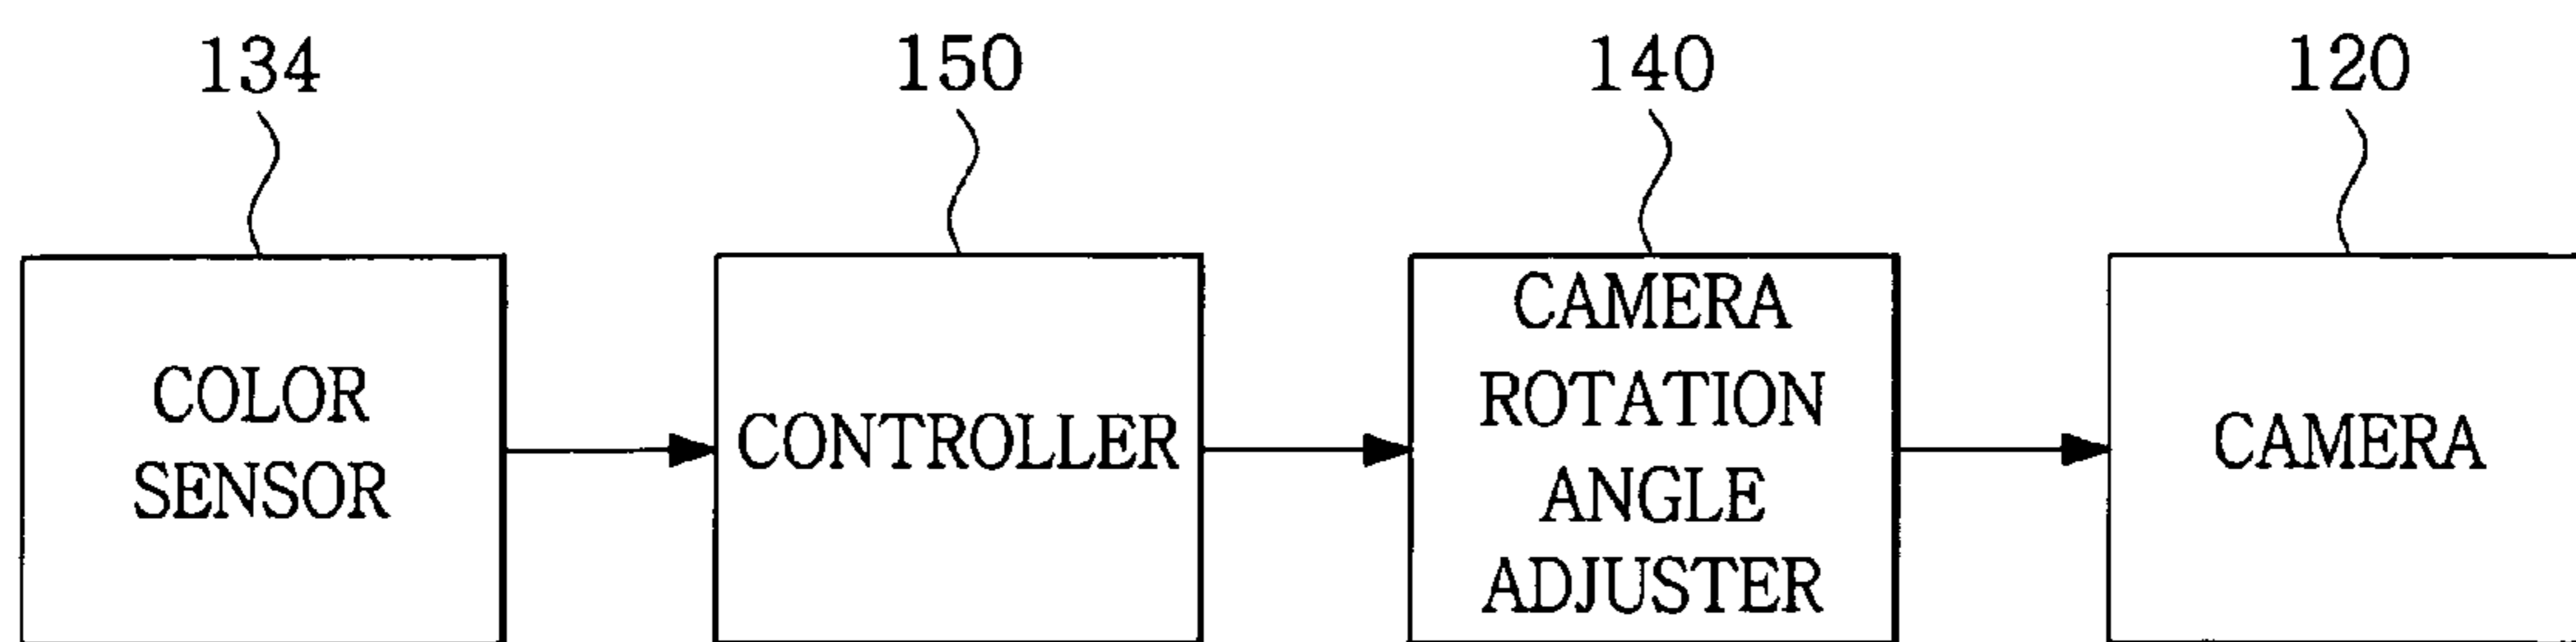 134
150
140
120
COLOR
SENSOR
CONTROLLER
CAMERA
ROTATION
ANGLE
ADJUSTER
CAMERA